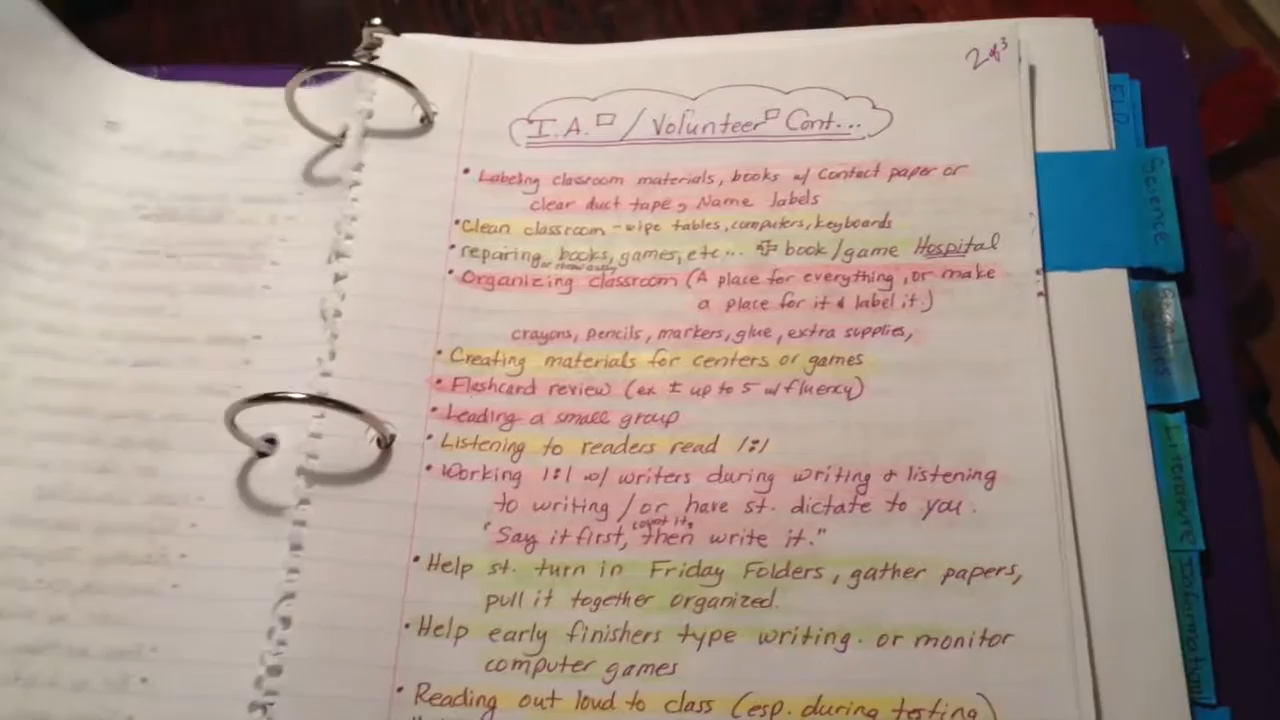 2 of 3
I.A. / Volunteer Cont...
• Labeling classroom materials, books w/ contact paper or
clear duct tape, Name labels
• Clean classroom - wipe tables, computers, keyboards
• repairing books, games, etc... book/game Hospital
• Organizing classroom (A place for everything, or make
a place for it & label it.)
crayons, pencils, markers, glue, extra supplies,
• Creating materials for centers or games
• Flashcard review (ex ± up to 5 w/ fluency)
• Leading a small group
• Listening to readers read 1:1
• Working 1:1 w/ writers during writing & listening
to writing / or have st. dictate to you.
count it,
"Say it first, then write it."
• Help st. turn in Friday Folders, gather papers,
pull it together organized.
• Help early finishers type writing. or monitor
computer games
• Reading out loud to class (esp. during testing)
ELD
Science
Literature
Information